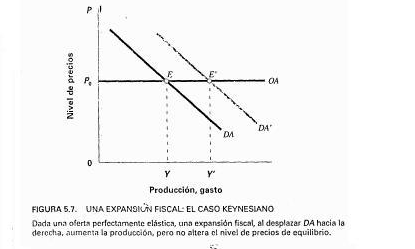 P
Nivel de precios
P₀
E
E'
OA
DA
DA'
0
Y
Y'
Producción, gasto
FIGURA 5.7. UNA EXPANSIÓN FISCAL: EL CASO KEYNESIANO
Dada una oferta perfectamente elástica, una expansión fiscal, al desplazar DA hacia la
derecha, aumenta la producción, pero no altera el nivel de precios de equilibrio.